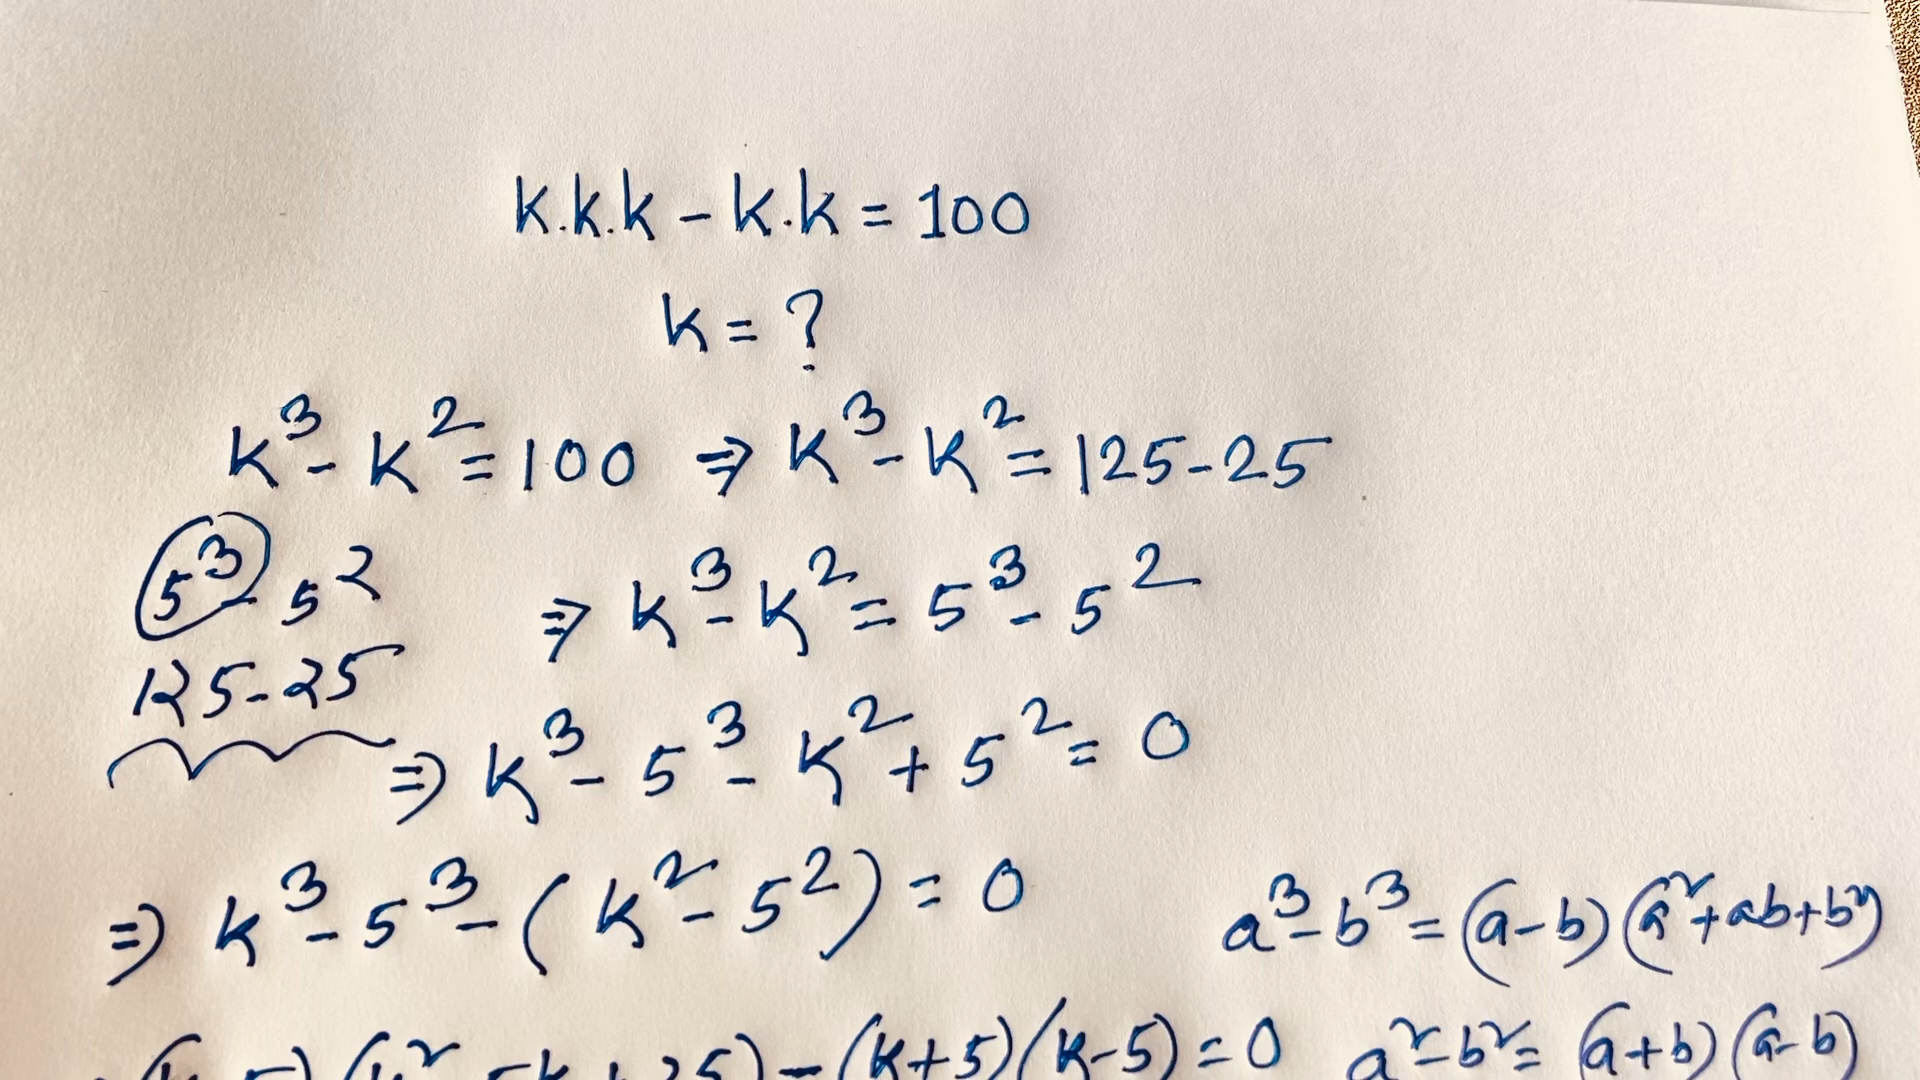 k.k.k - k.k = 100
k = ?
k³ - k² = 100 ⇒ k³ - k² = 125 - 25
5³ - 5²
⇒ k³ - k² = 5³ - 5²
125 - 25
⇒ k³ - 5³ - k² + 5² = 0
⇒ k³ - 5³ - (k² - 5²) = 0
a³ - b³ = (a - b) (a² + ab + b²)
- (k + 5) (k - 5) = 0
a² - b² = (a + b) (a - b)